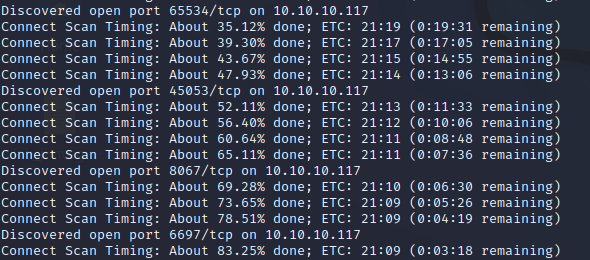 Discovered open port 65534/tcp on 10.10.10.117
Connect Scan Timing: About 35.12% done; ETC: 21:19 (0:19:31 remaining)
Connect Scan Timing: About 39.30% done; ETC: 21:17 (0:17:05 remaining)
Connect Scan Timing: About 43.67% done; ETC: 21:15 (0:14:55 remaining)
Connect Scan Timing: About 47.93% done; ETC: 21:14 (0:13:06 remaining)
Discovered open port 45053/tcp on 10.10.10.117
Connect Scan Timing: About 52.11% done; ETC: 21:13 (0:11:33 remaining)
Connect Scan Timing: About 56.40% done; ETC: 21:12 (0:10:06 remaining)
Connect Scan Timing: About 60.64% done; ETC: 21:11 (0:08:48 remaining)
Connect Scan Timing: About 65.11% done; ETC: 21:11 (0:07:36 remaining)
Discovered open port 8067/tcp on 10.10.10.117
Connect Scan Timing: About 69.28% done; ETC: 21:10 (0:06:30 remaining)
Connect Scan Timing: About 73.65% done; ETC: 21:09 (0:05:26 remaining)
Connect Scan Timing: About 78.51% done; ETC: 21:09 (0:04:19 remaining)
Discovered open port 6697/tcp on 10.10.10.117
Connect Scan Timing: About 83.25% done; ETC: 21:09 (0:03:18 remaining)